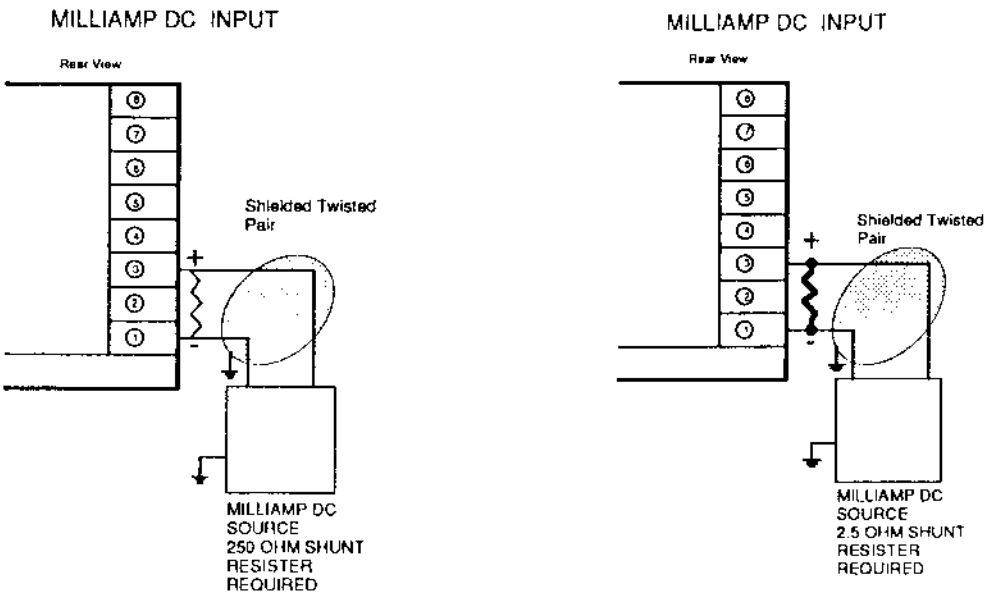 MILLIAMP DC INPUT
Rear View
8
7
6
5
4
3
2
1
+
-
Shielded Twisted
Pair
MILLIAMP DC
SOURCE
250 OHM SHUNT
RESISTER
REQUIRED
MILLIAMP DC INPUT
Rear View
8
7
6
5
4
3
2
1
+
-
Shielded Twisted
Pair
MILLIAMP DC
SOURCE
2.5 OHM SHUNT
RESISTER
REQUIRED